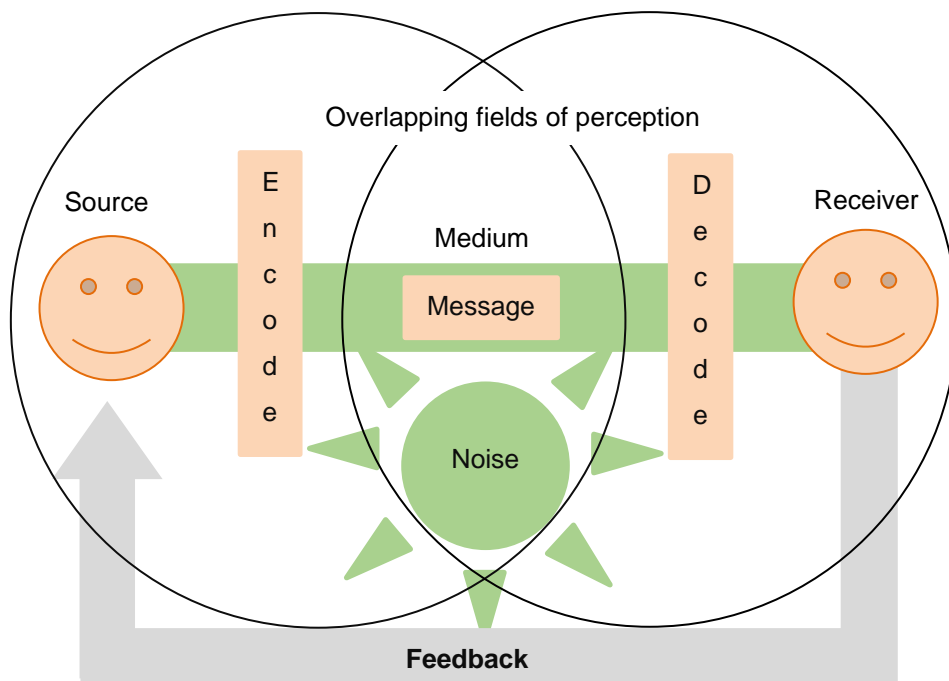 Overlapping fields of perception
Source
E
n
c
o
d
e
Medium
Message
D
e
c
o
d
e
Receiver
Noise
Feedback